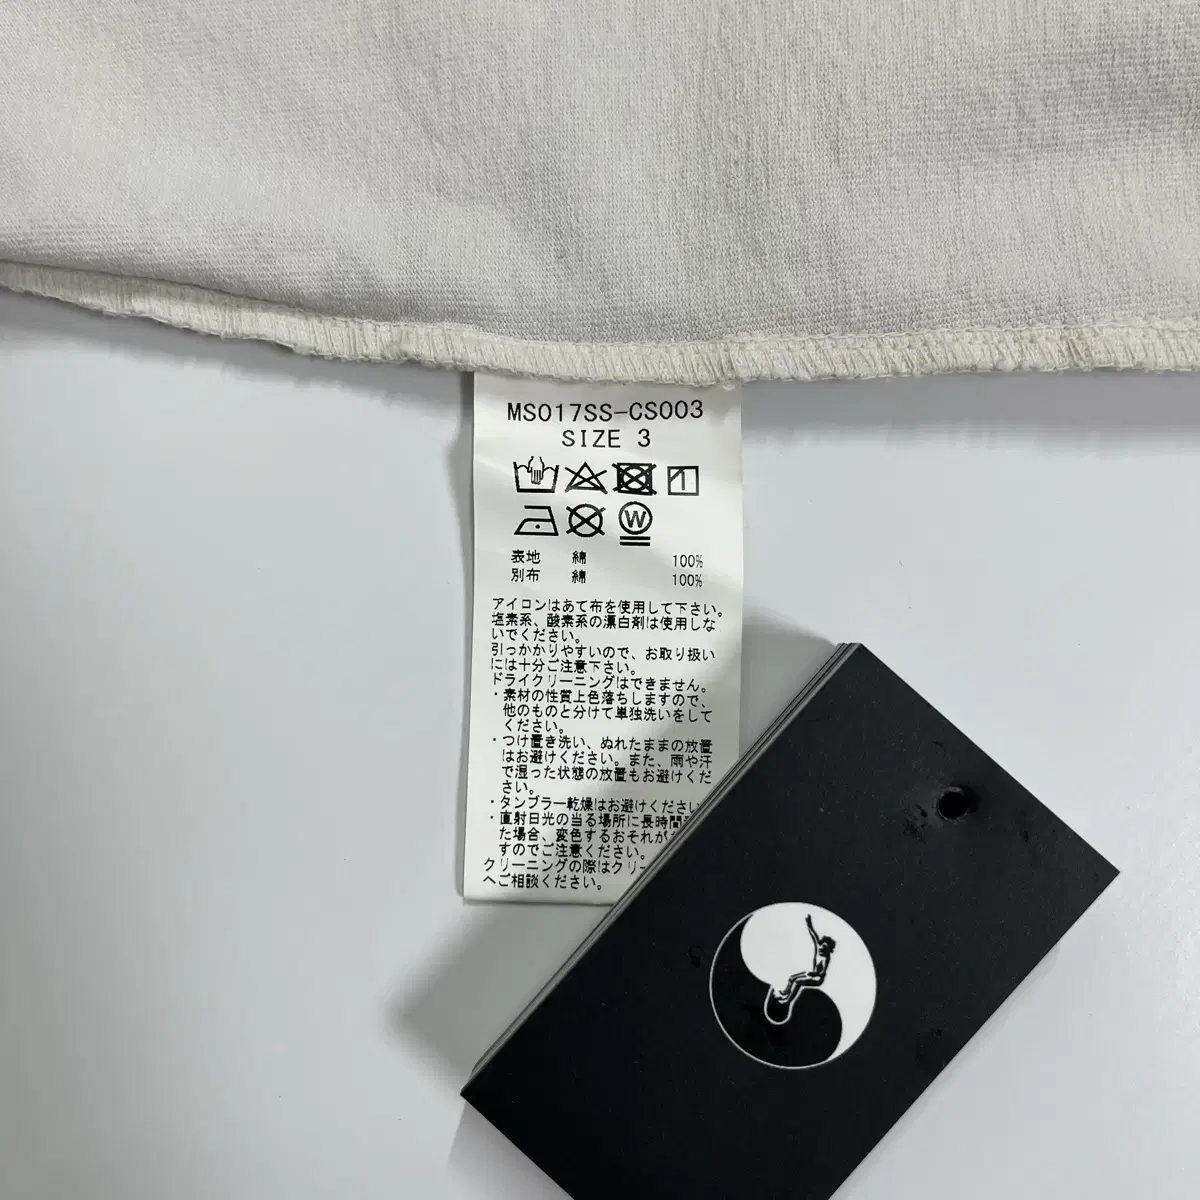 MS017SS-CS003
SIZE 3
W
表地 綿 100%
別布 綿 100%
アイロンはあて布を使用して下さい。
塩素系、酸素系の漂白剤は使用しな
いでください。
引っかかりやすいので、お取り扱い
には十分ご注意下さい。
ドライクリーニングはできません。
・素材の性質上色落ちしますので、
他のものと分けて単独洗いをして
ください。
・つけ置き洗い、ぬれたままの放置
はお避けください。また、雨や汗
で湿った状態の放置もお避けくだ
さい。
・タンブラー乾燥はお避けください
・直射日光の当る場所に長時間
た場合、変色するおそれが
すのでご注意ください。
クリーニングの際はクリー
へご相談ください。